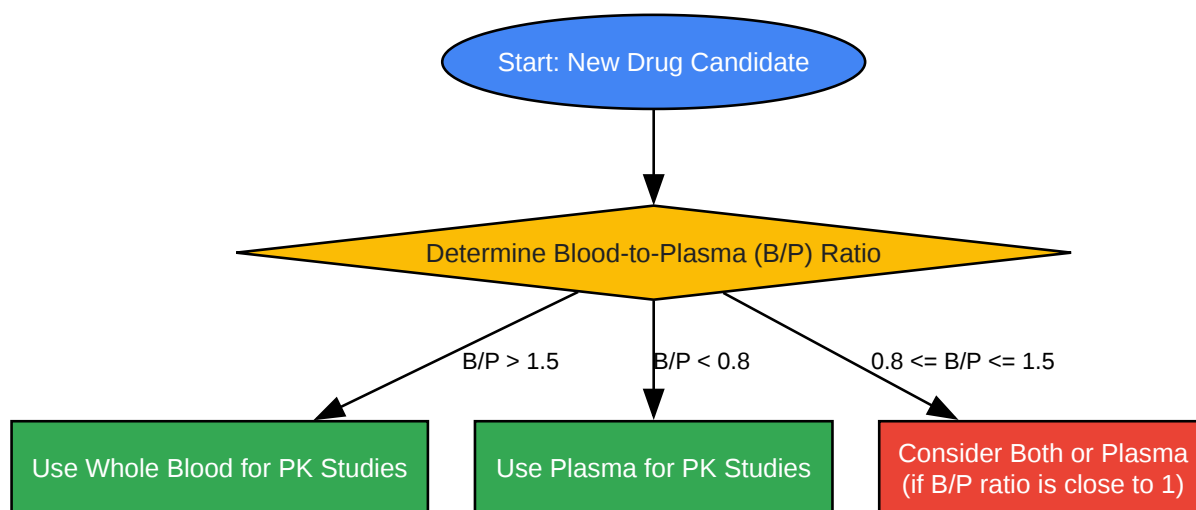 Start: New Drug Candidate
Determine Blood-to-Plasma (B/P) Ratio
B/P > 1.5
B/P < 0.8
0.8 <= B/P <= 1.5
Use Whole Blood for PK Studies
Use Plasma for PK Studies
Consider Both or Plasma
(if B/P ratio is close to 1)